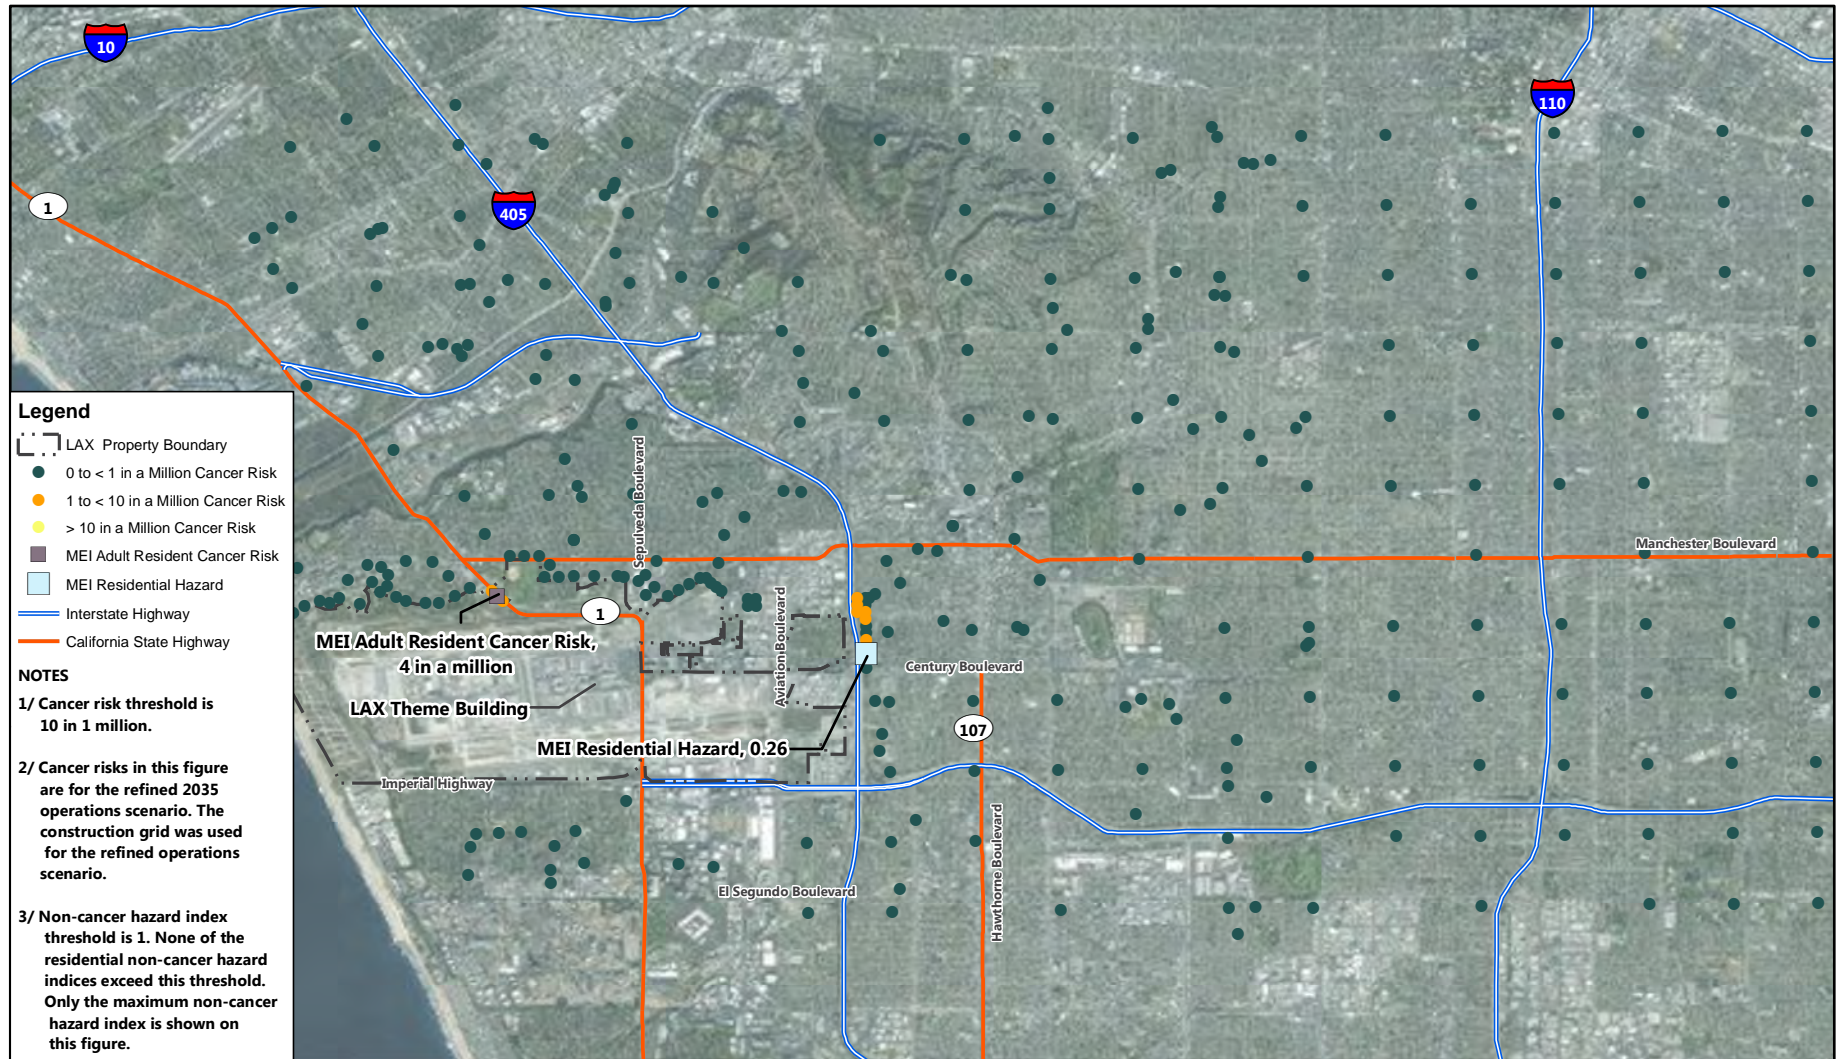 10
110
1
405
Legend
LAX  Property Boundary
0 to < 1 in a Million Cancer Risk
1 to < 10 in a Million Cancer Risk
> 10 in a Million Cancer Risk
MEI Adult Resident Cancer Risk
MEI Residential Hazard
Interstate Highway
California State Highway
NOTES
1/ Cancer risk threshold is
10 in 1 million.
2/ Cancer risks in this figure
are for the refined 2035
operations scenario. The
construction grid was used
for the refined operations
scenario.
3/ Non-cancer hazard index
threshold is 1. None of the
residential non-cancer hazard
indices exceed this threshold.
Only the maximum non-cancer
hazard index is shown on
this figure.
Sepulveda Boulevard
Manchester Boulevard
1
MEI Adult Resident Cancer Risk,
4 in a million
Aviation Boulevard
Century Boulevard
LAX Theme Building
107
MEI Residential Hazard, 0.26
Imperial Highway
Hawthorne Boulevard
El Segundo Boulevard